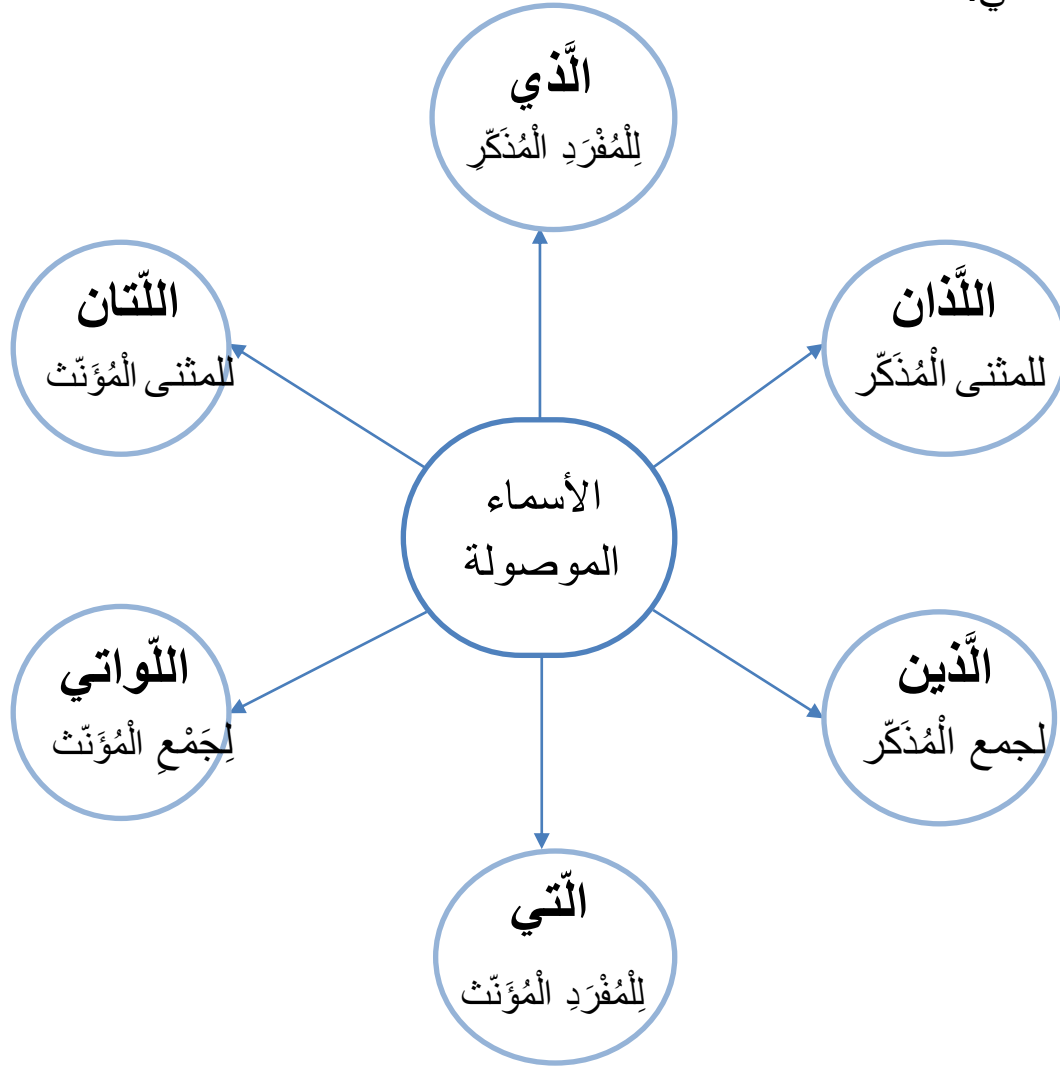 الَّذي
لِلْمُفْرَدِ الْمُذَكّرِ
اللَّذان
للمثنى الْمُذَكّر
اللّتان
للمثنى الْمُؤَنّث
الأسماء
الموصولة
الَّذين
لجمع الْمُذَكّر
اللّواتي
لِجَمْعِ الْمُؤَنّث
الّتي
لِلْمُفْرَدِ الْمُؤَنّث